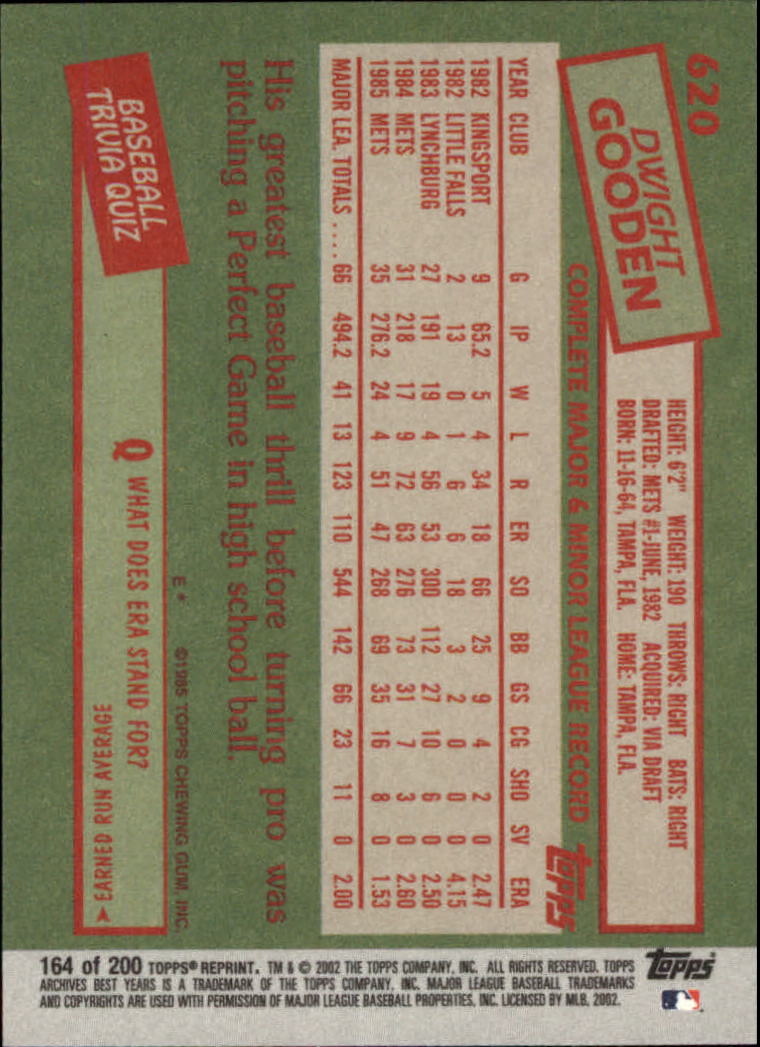 620
DWIGHT
GOODEN
HEIGHT: 6'2" WEIGHT: 190 THROWS: RIGHT BATS: RIGHT
DRAFTED: METS #1-JUNE, 1982 ACQUIRED: VIA DRAFT
BORN: 11-16-64, TAMPA, FLA. HOME: TAMPA, FLA.
COMPLETE MAJOR & MINOR LEAGUE RECORD
topps
YEAR CLUB G IP W L R ER SO BB GS CG SHO SV ERA
1982 KINGSPORT 9 65.2 5 4 34 18 66 25 9 4 2 0 2.47
1982 LITTLE FALLS 2 13 0 1 6 6 18 3 2 0 0 0 4.15
1983 LYNCHBURG 27 191 19 4 56 53 300 112 27 10 6 0 2.50
1984 METS 31 218 17 9 72 63 276 73 31 7 3 0 2.60
1985 METS 35 276.2 24 4 51 47 268 69 35 16 8 0 1.53
MAJOR LEA. TOTALS .... 66 494.2 41 13 123 110 544 142 66 23 11 0 2.00
His greatest baseball thrill before turning pro was
pitching a Perfect Game in high school ball.
E* ©1985 TOPPS CHEWING GUM, INC.
BASEBALL
TRIVIA QUIZ
Q WHAT DOES ERA STAND FOR?
◄ EARNED RUN AVERAGE
164 of 200 TOPPS® REPRINT. TM & © 2002 THE TOPPS COMPANY, INC. ALL RIGHTS RESERVED. TOPPS
ARCHIVES BEST YEARS IS A TRADEMARK OF THE TOPPS COMPANY, INC. MAJOR LEAGUE BASEBALL TRADEMARKS
AND COPYRIGHTS ARE USED WITH PERMISSION OF MAJOR LEAGUE BASEBALL PROPERTIES, INC. LICENSED BY MLB, 2002.
topps